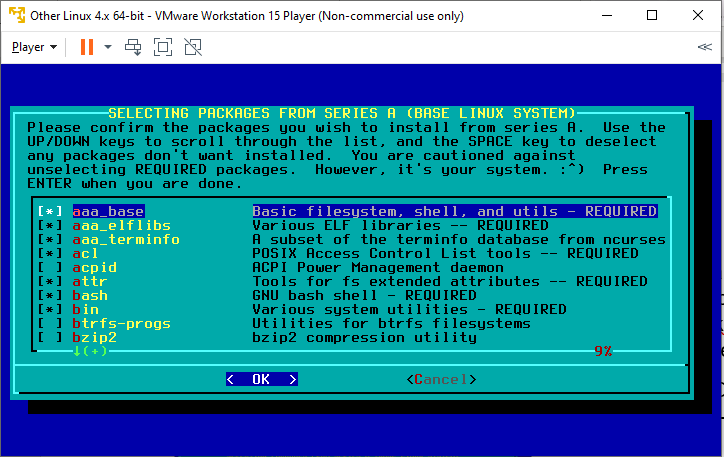 Other Linux 4.x 64-bit - VMware Workstation 15 Player (Non-commercial use only)
Player
SELECTING PACKAGES FROM SERIES A (BASE LINUX SYSTEM)
Please confirm the packages you wish to install from series A.  Use the
UP/DOWN keys to scroll through the list, and the SPACE key to deselect
any packages don't want installed.  You are cautioned against
unselecting REQUIRED packages.  However, it's your system. :^)  Press
ENTER when you are done.
[*] aaa_base Basic filesystem, shell, and utils - REQUIRED
[*] aaa_elflibs Various ELF libraries -- REQUIRED
[*] aaa_terminfo A subset of the terminfo database from ncurses
[*] acl POSIX Access Control List tools -- REQUIRED
[ ] acpid ACPI Power Management daemon
[*] attr Tools for fs extended attributes -- REQUIRED
[*] bash GNU bash shell - REQUIRED
[*] bin Various system utilities - REQUIRED
[ ] btrfs-progs Utilities for btrfs filesystems
[ ] bzip2 bzip2 compression utility
↓(+) 9%
<  OK  > <Cancel>